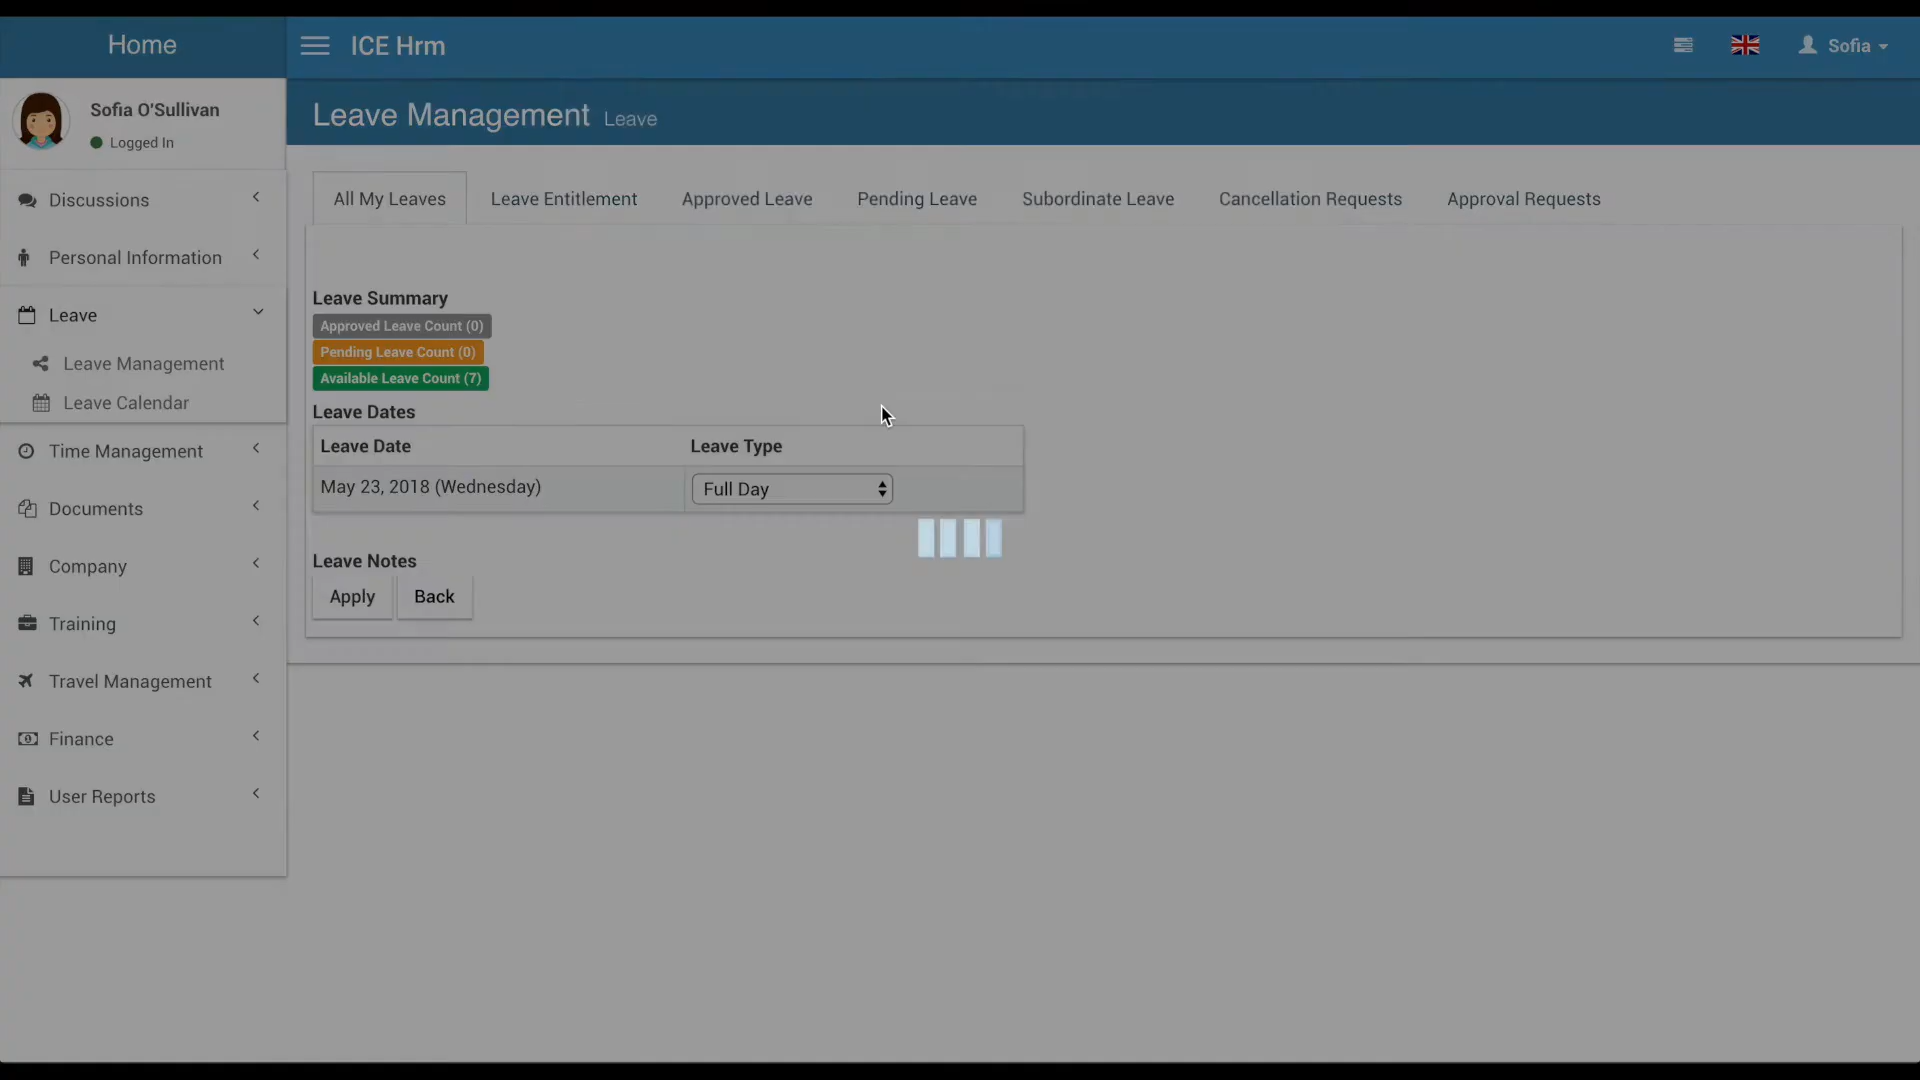 Home
ICE Hrm
Sofia
Sofia O'Sullivan
Logged In
Leave Management Leave
All My Leaves
Leave Entitlement
Approved Leave
Pending Leave
Subordinate Leave
Cancellation Requests
Approval Requests
Discussions
Personal Information
Leave
Leave Management
Leave Calendar
Time Management
Documents
Company
Training
Travel Management
Finance
User Reports
Leave Summary
Approved Leave Count (0)
Pending Leave Count (0)
Available Leave Count (7)
Leave Dates
Leave Date
Leave Type
May 23, 2018 (Wednesday)
Full Day
Leave Notes
Apply
Back